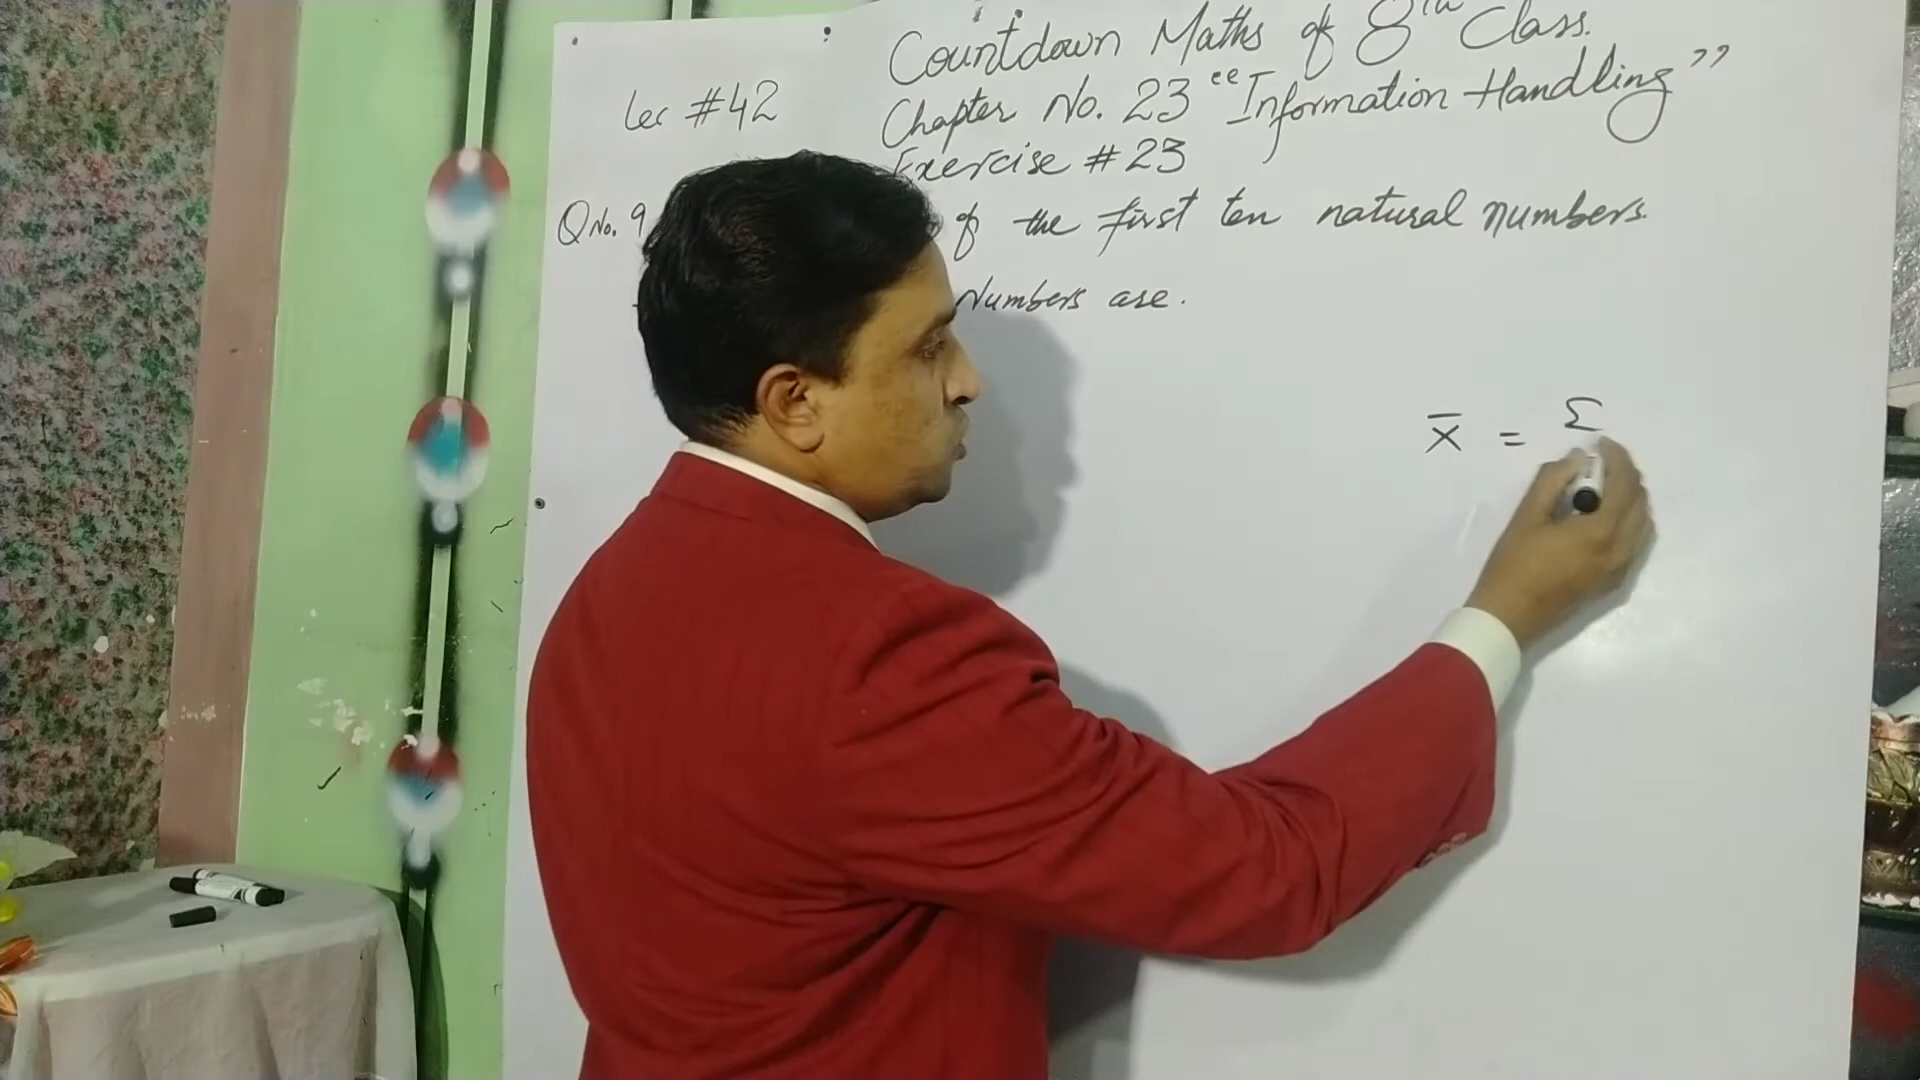 Countdown Maths of 8th Class.
Lec #42
Chapter No. 23 "Information Handling"
Exercise #23
Q No. 9 of the first ten natural numbers.
Numbers are.
x̄ = Σ